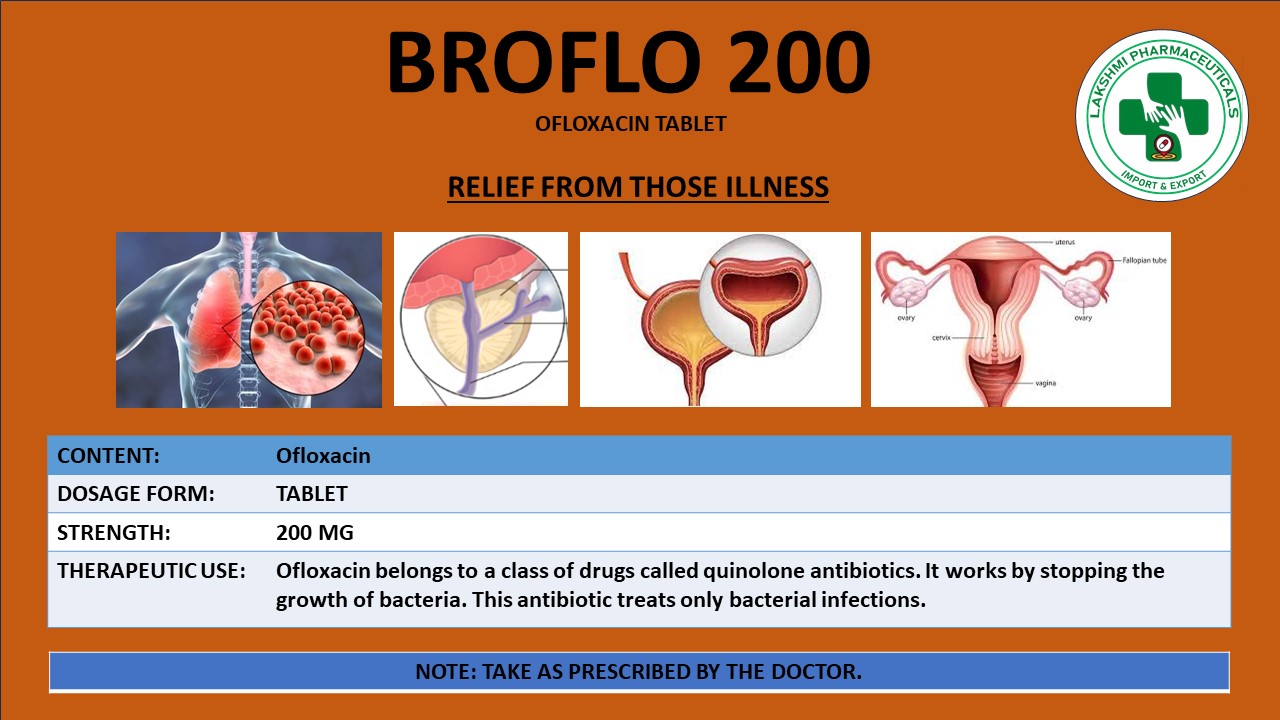 BROFLO 200
OFLOXACIN TABLET
LAKSHMI PHARMACEUTICALS
IMPORT & EXPORT
RELIEF FROM THOSE ILLNESS
uterus
Fallopian tube
ovary
ovary
cervix
vagina
CONTENT: Ofloxacin
DOSAGE FORM: TABLET
STRENGTH: 200 MG
THERAPEUTIC USE: Ofloxacin belongs to a class of drugs called quinolone antibiotics. It works by stopping the
growth of bacteria. This antibiotic treats only bacterial infections.
NOTE: TAKE AS PRESCRIBED BY THE DOCTOR.